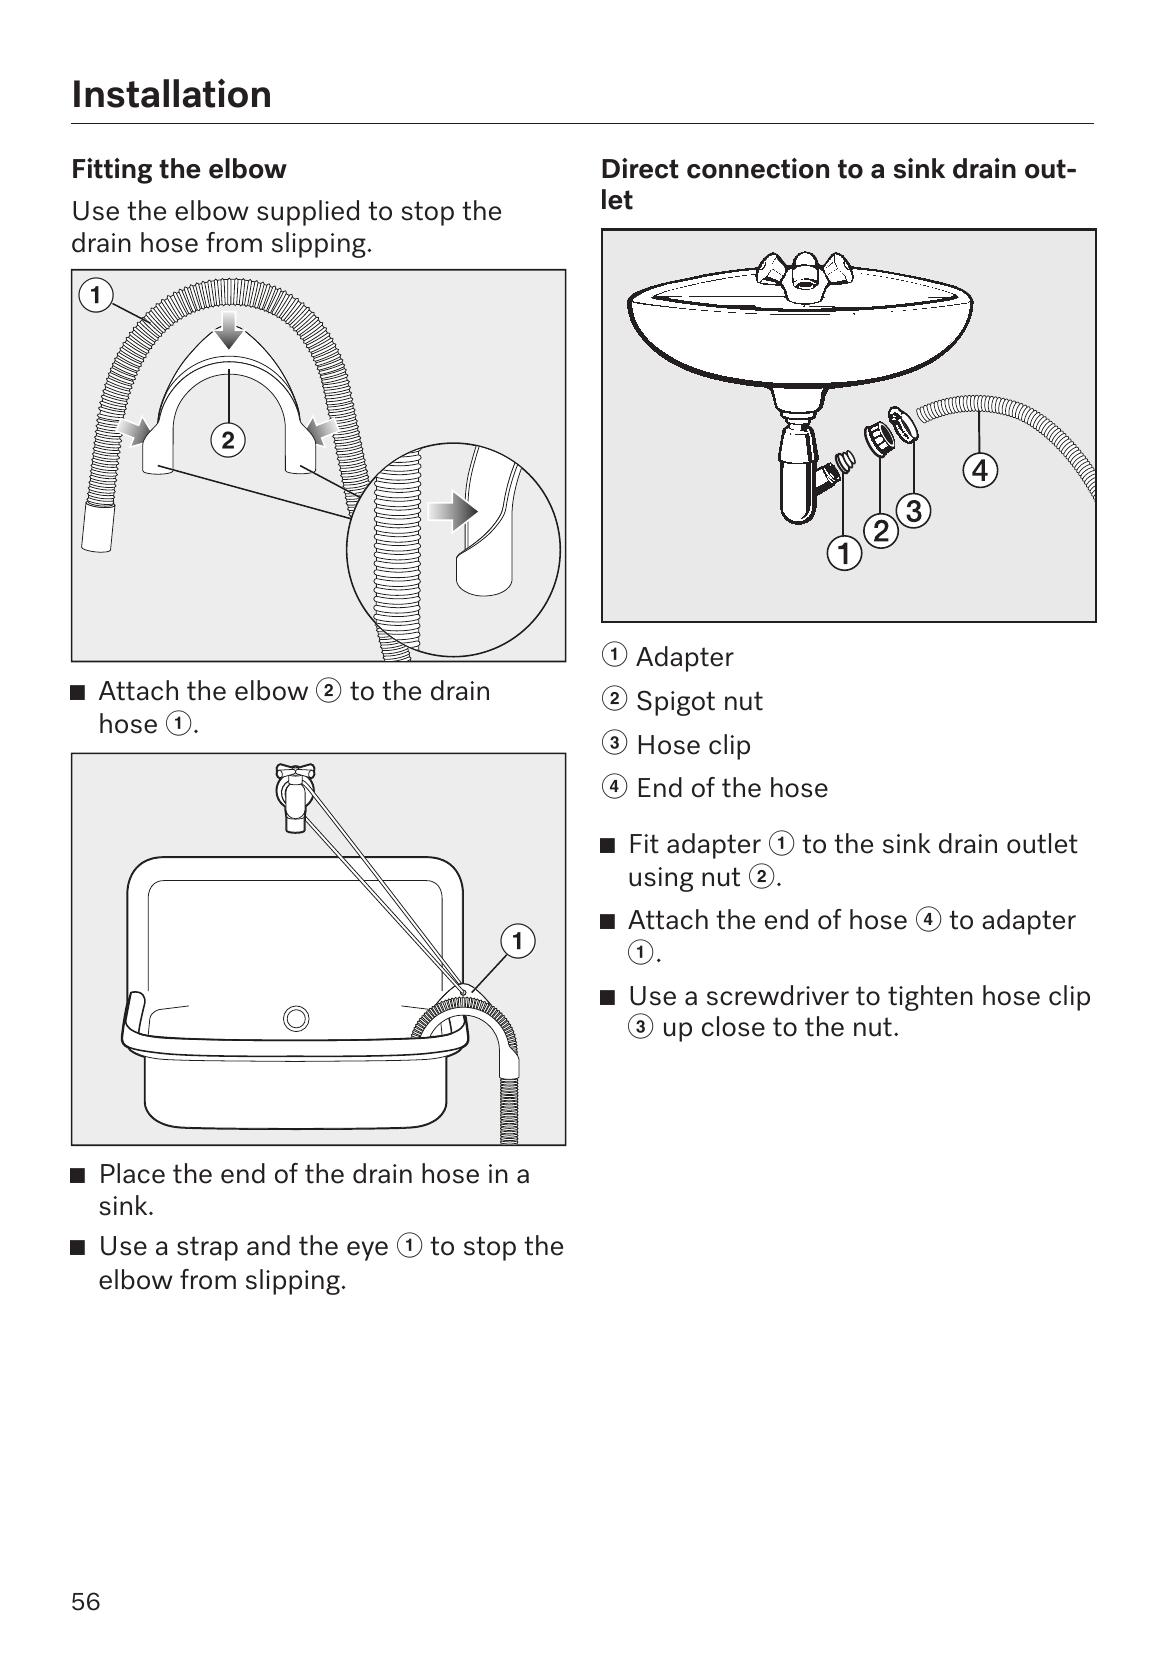 Installation
Fitting the elbow
Use the elbow supplied to stop the
drain hose from slipping.
1
2
■ Attach the elbow ② to the drain
hose ①.
1
■ Place the end of the drain hose in a
sink.
■ Use a strap and the eye ① to stop the
elbow from slipping.
Direct connection to a sink drain out-
let
4
3
2
1
① Adapter
② Spigot nut
③ Hose clip
④ End of the hose
■ Fit adapter ① to the sink drain outlet
using nut ②.
■ Attach the end of hose ④ to adapter
①.
■ Use a screwdriver to tighten hose clip
③ up close to the nut.
56